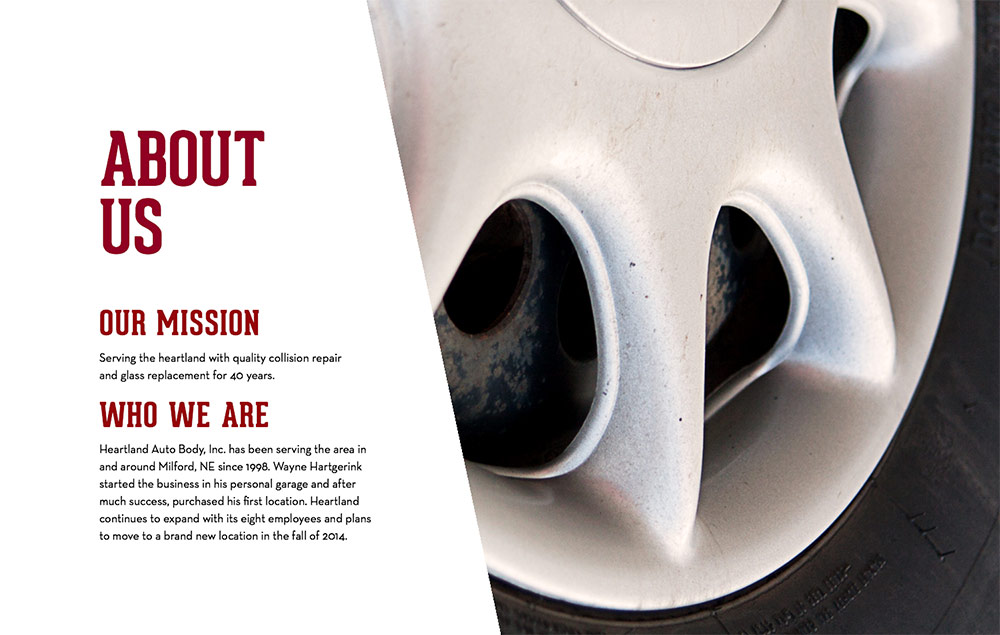 ABOUT
US
OUR MISSION
Serving the heartland with quality collision repair
and glass replacement for 40 years.
WHO WE ARE
Heartland Auto Body, Inc. has been serving the area in
and around Milford, NE since 1998. Wayne Hartgerink
started the business in his personal garage and after
much success, purchased his first location. Heartland
continues to expand with its eight employees and plans
to move to a brand new location in the fall of 2014.